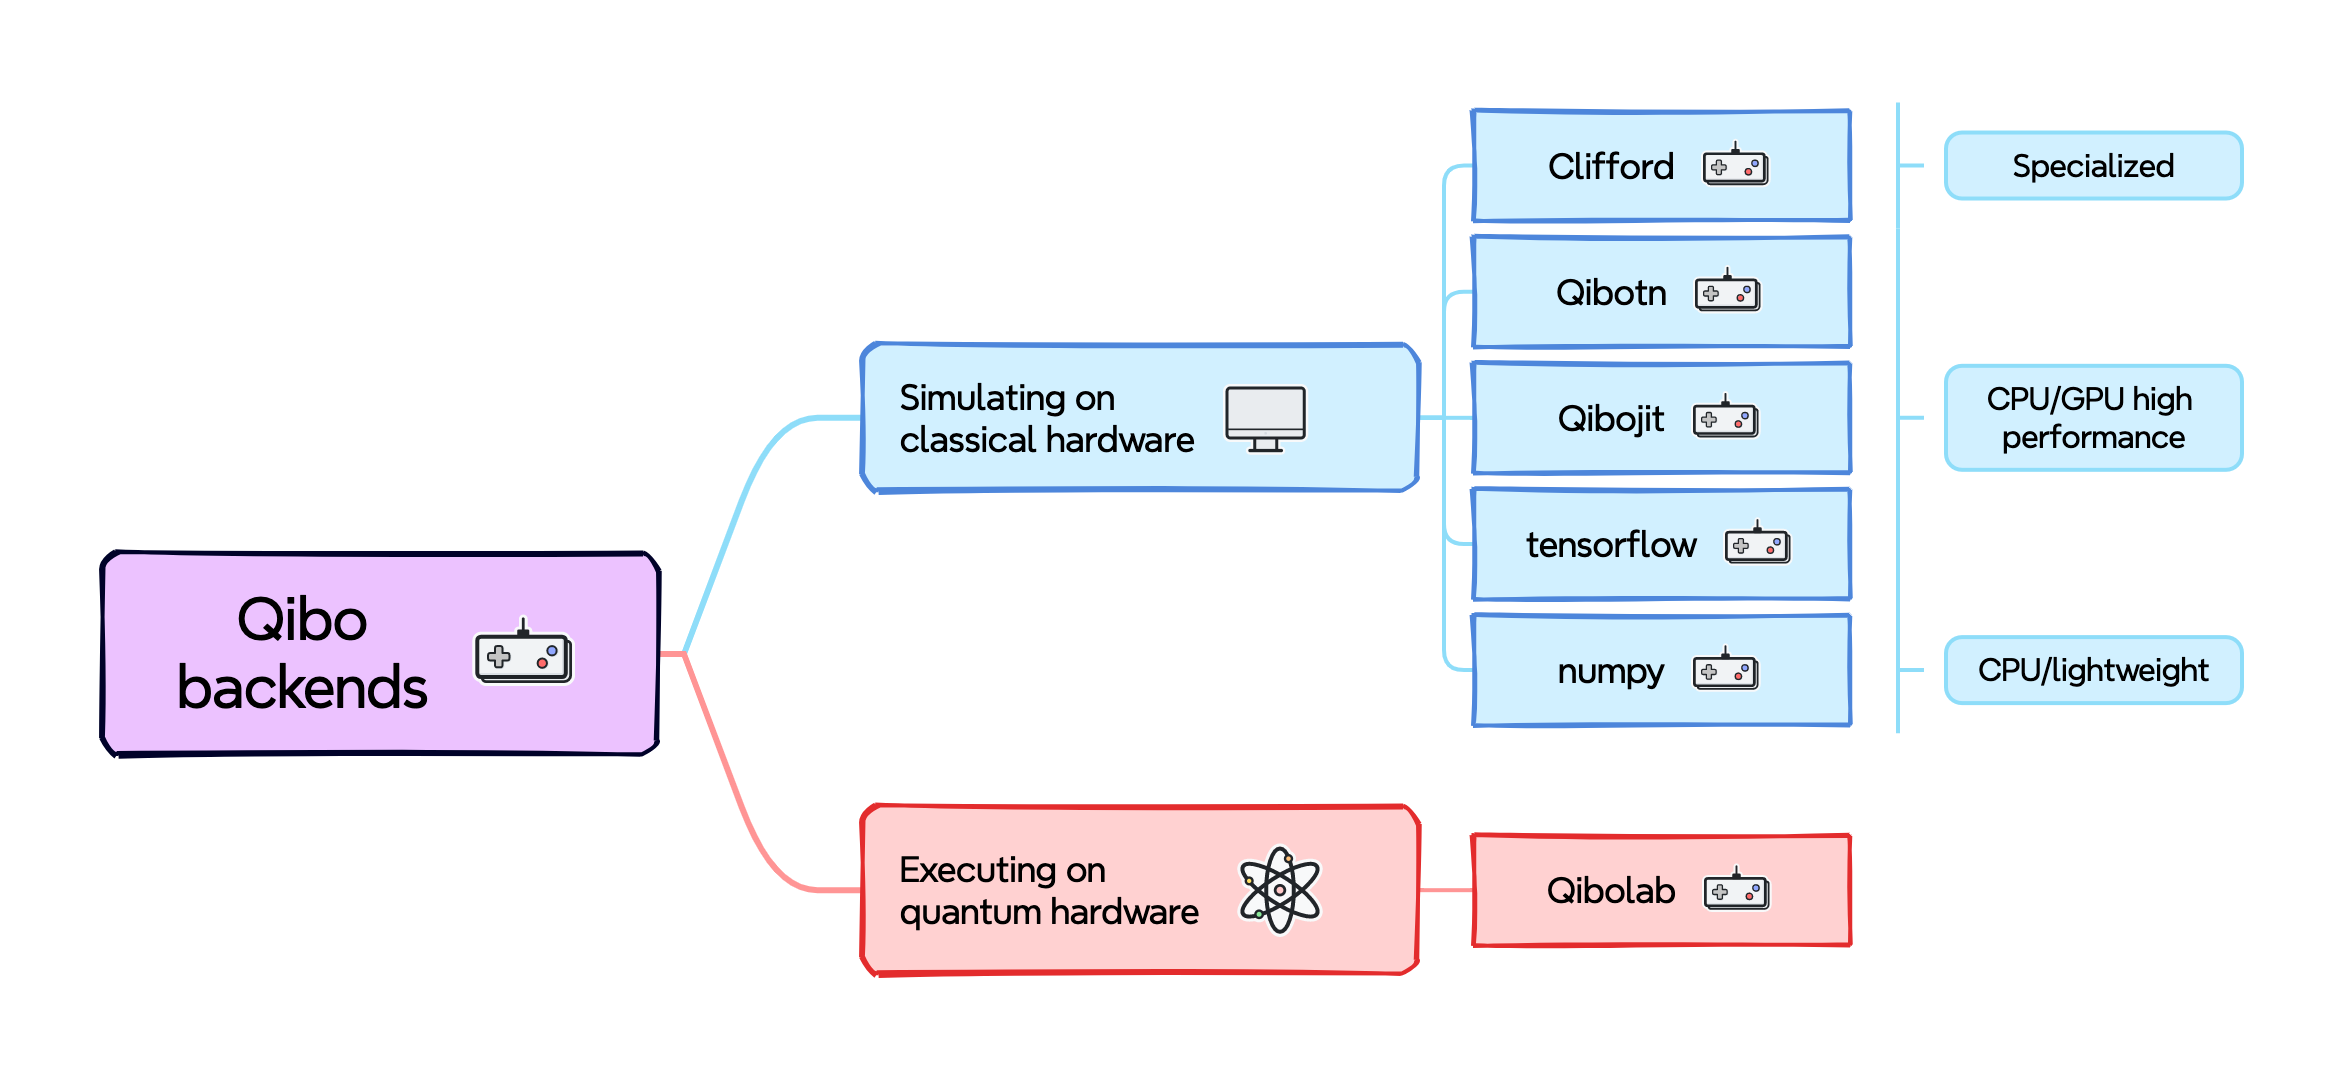 Qibo
backends
Simulating on
classical hardware
Clifford
Qibotn
Qibojit
tensorflow
numpy
Specialized
CPU/GPU high
performance
CPU/lightweight
Executing on
quantum hardware
Qibolab